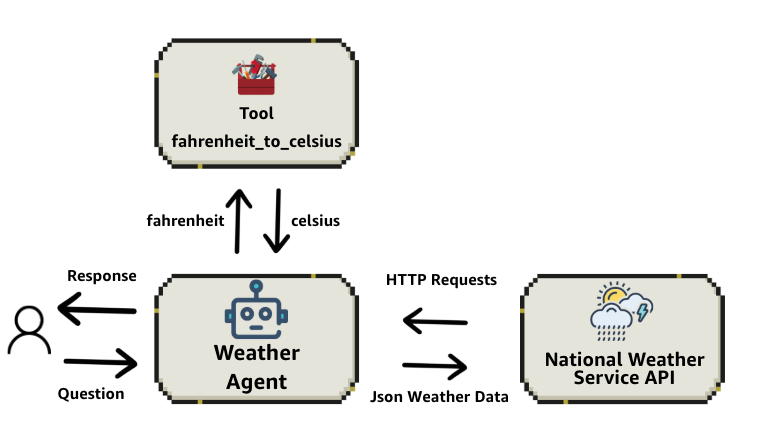 Tool
fahrenheit_to_celsius
fahrenheit
celsius
Response
HTTP Requests
Weather
Agent
National Weather
Service API
Question
Json Weather Data